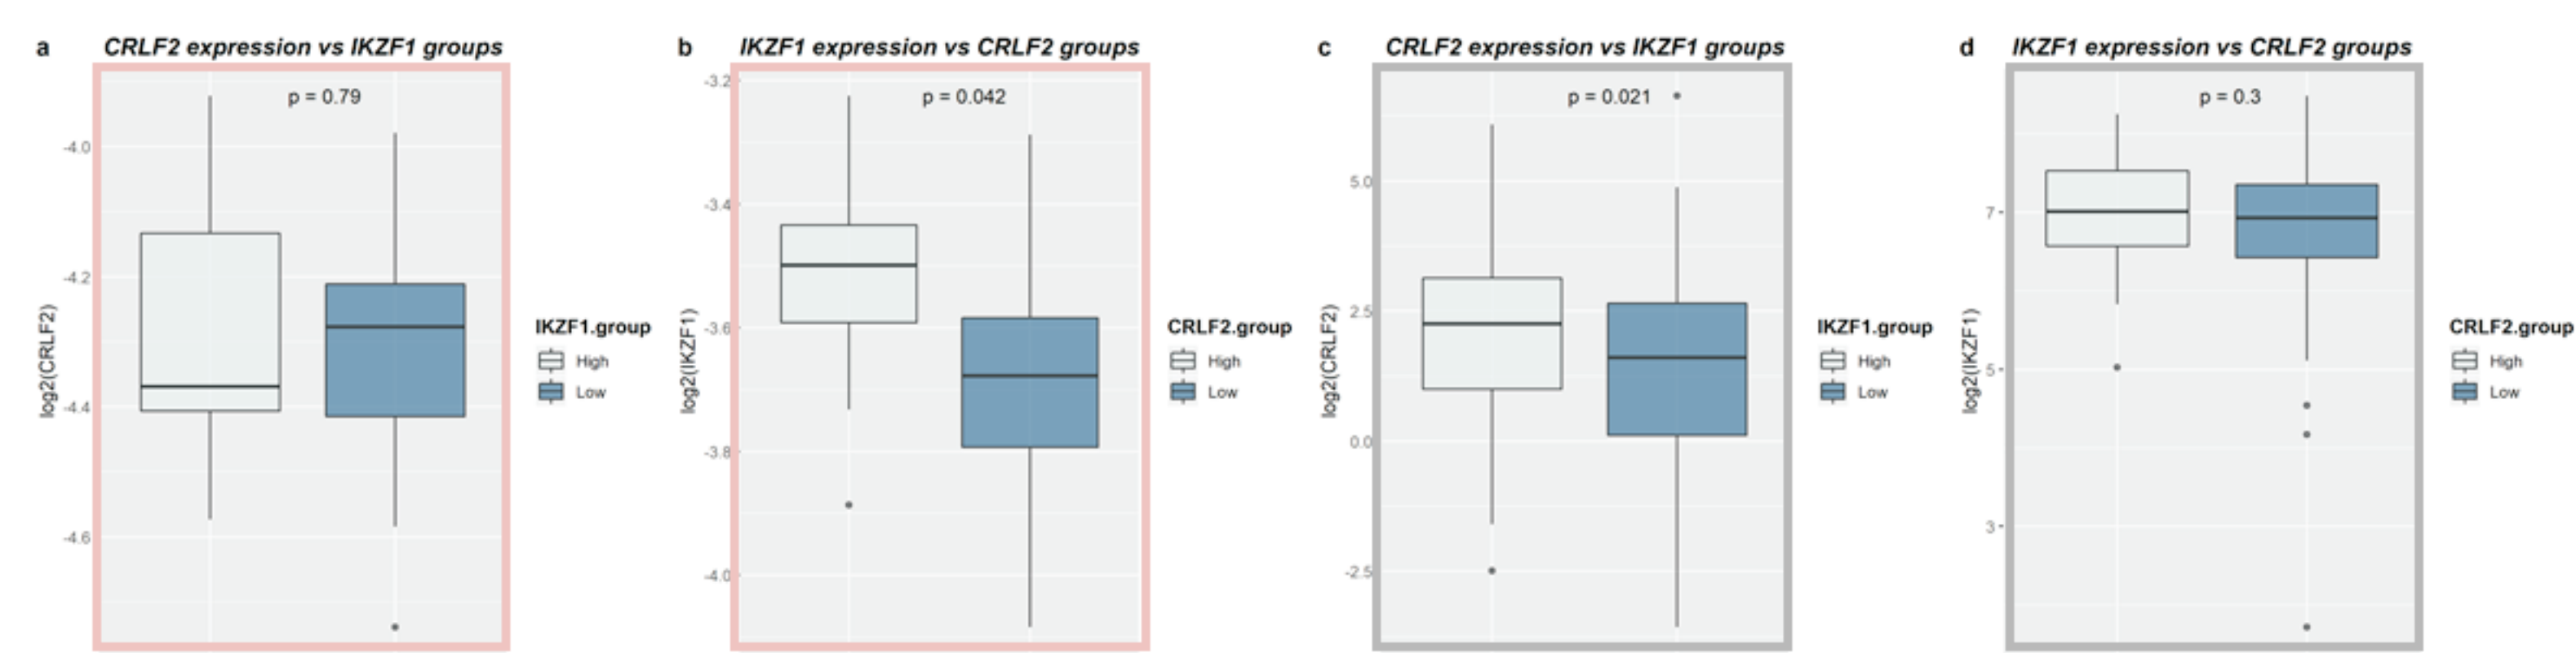 a CRLF2 expression vs IKZF1 groups
p = 0.79
-4.0
-4.2
-4.4
-4.6
log2(CRLF2)
IKZF1.group
High
Low
b IKZF1 expression vs CRLF2 groups
p = 0.042
-3.2
-3.4
-3.6
-3.8
-4.0
log2(IKZF1)
CRLF2.group
High
Low
c CRLF2 expression vs IKZF1 groups
p = 0.021
5.0
2.5
0.0
-2.5
log2(CRLF2)
IKZF1.group
High
Low
d IKZF1 expression vs CRLF2 groups
p = 0.3
7
5
3
log2(IKZF1)
CRLF2.group
High
Low